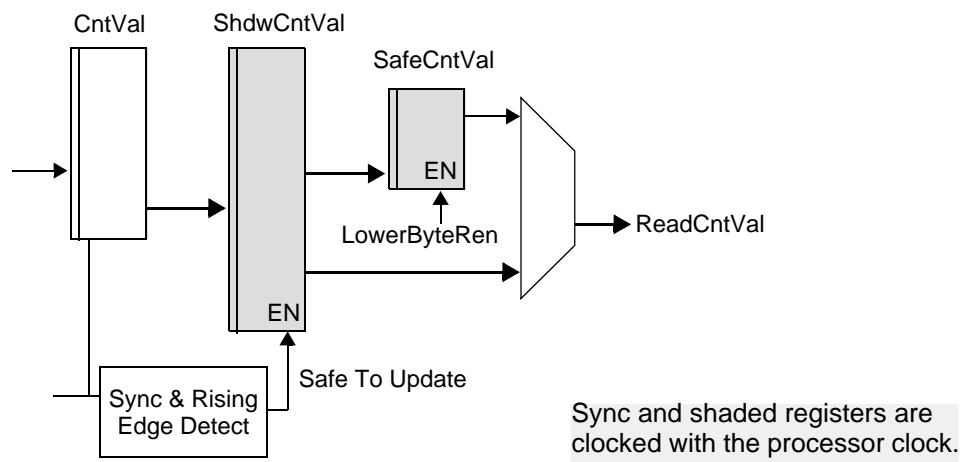 CntVal
ShdwCntVal
SafeCntVal
EN
LowerByteRen
ReadCntVal
EN
Safe To Update
Sync & Rising
Edge Detect
Sync and shaded registers are
clocked with the processor clock.